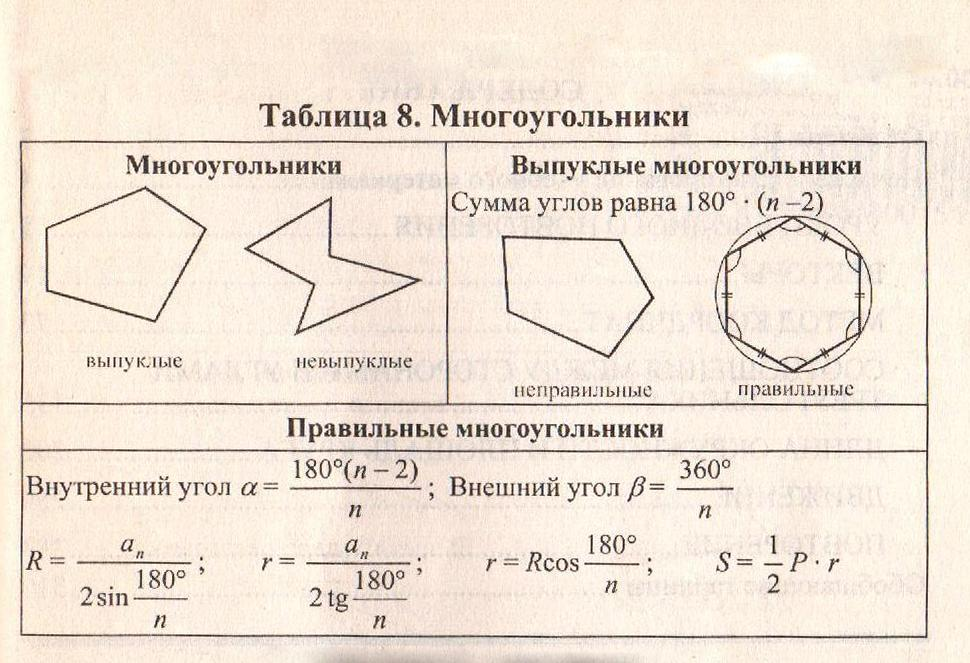 Таблица 8. Многоугольники
Многоугольники
выпуклые
невыпуклые
Выпуклые многоугольники
Сумма углов равна 180° · (n –2)
неправильные
правильные
Правильные многоугольники
Внутренний угол α = 180°(n – 2) / n ; Внешний угол β = 360° / n
R = aₙ / 2 sin 180° / n ; r = aₙ / 2 tg 180° / n ; r = Rcos 180° / n ; S = 1/2 P · r